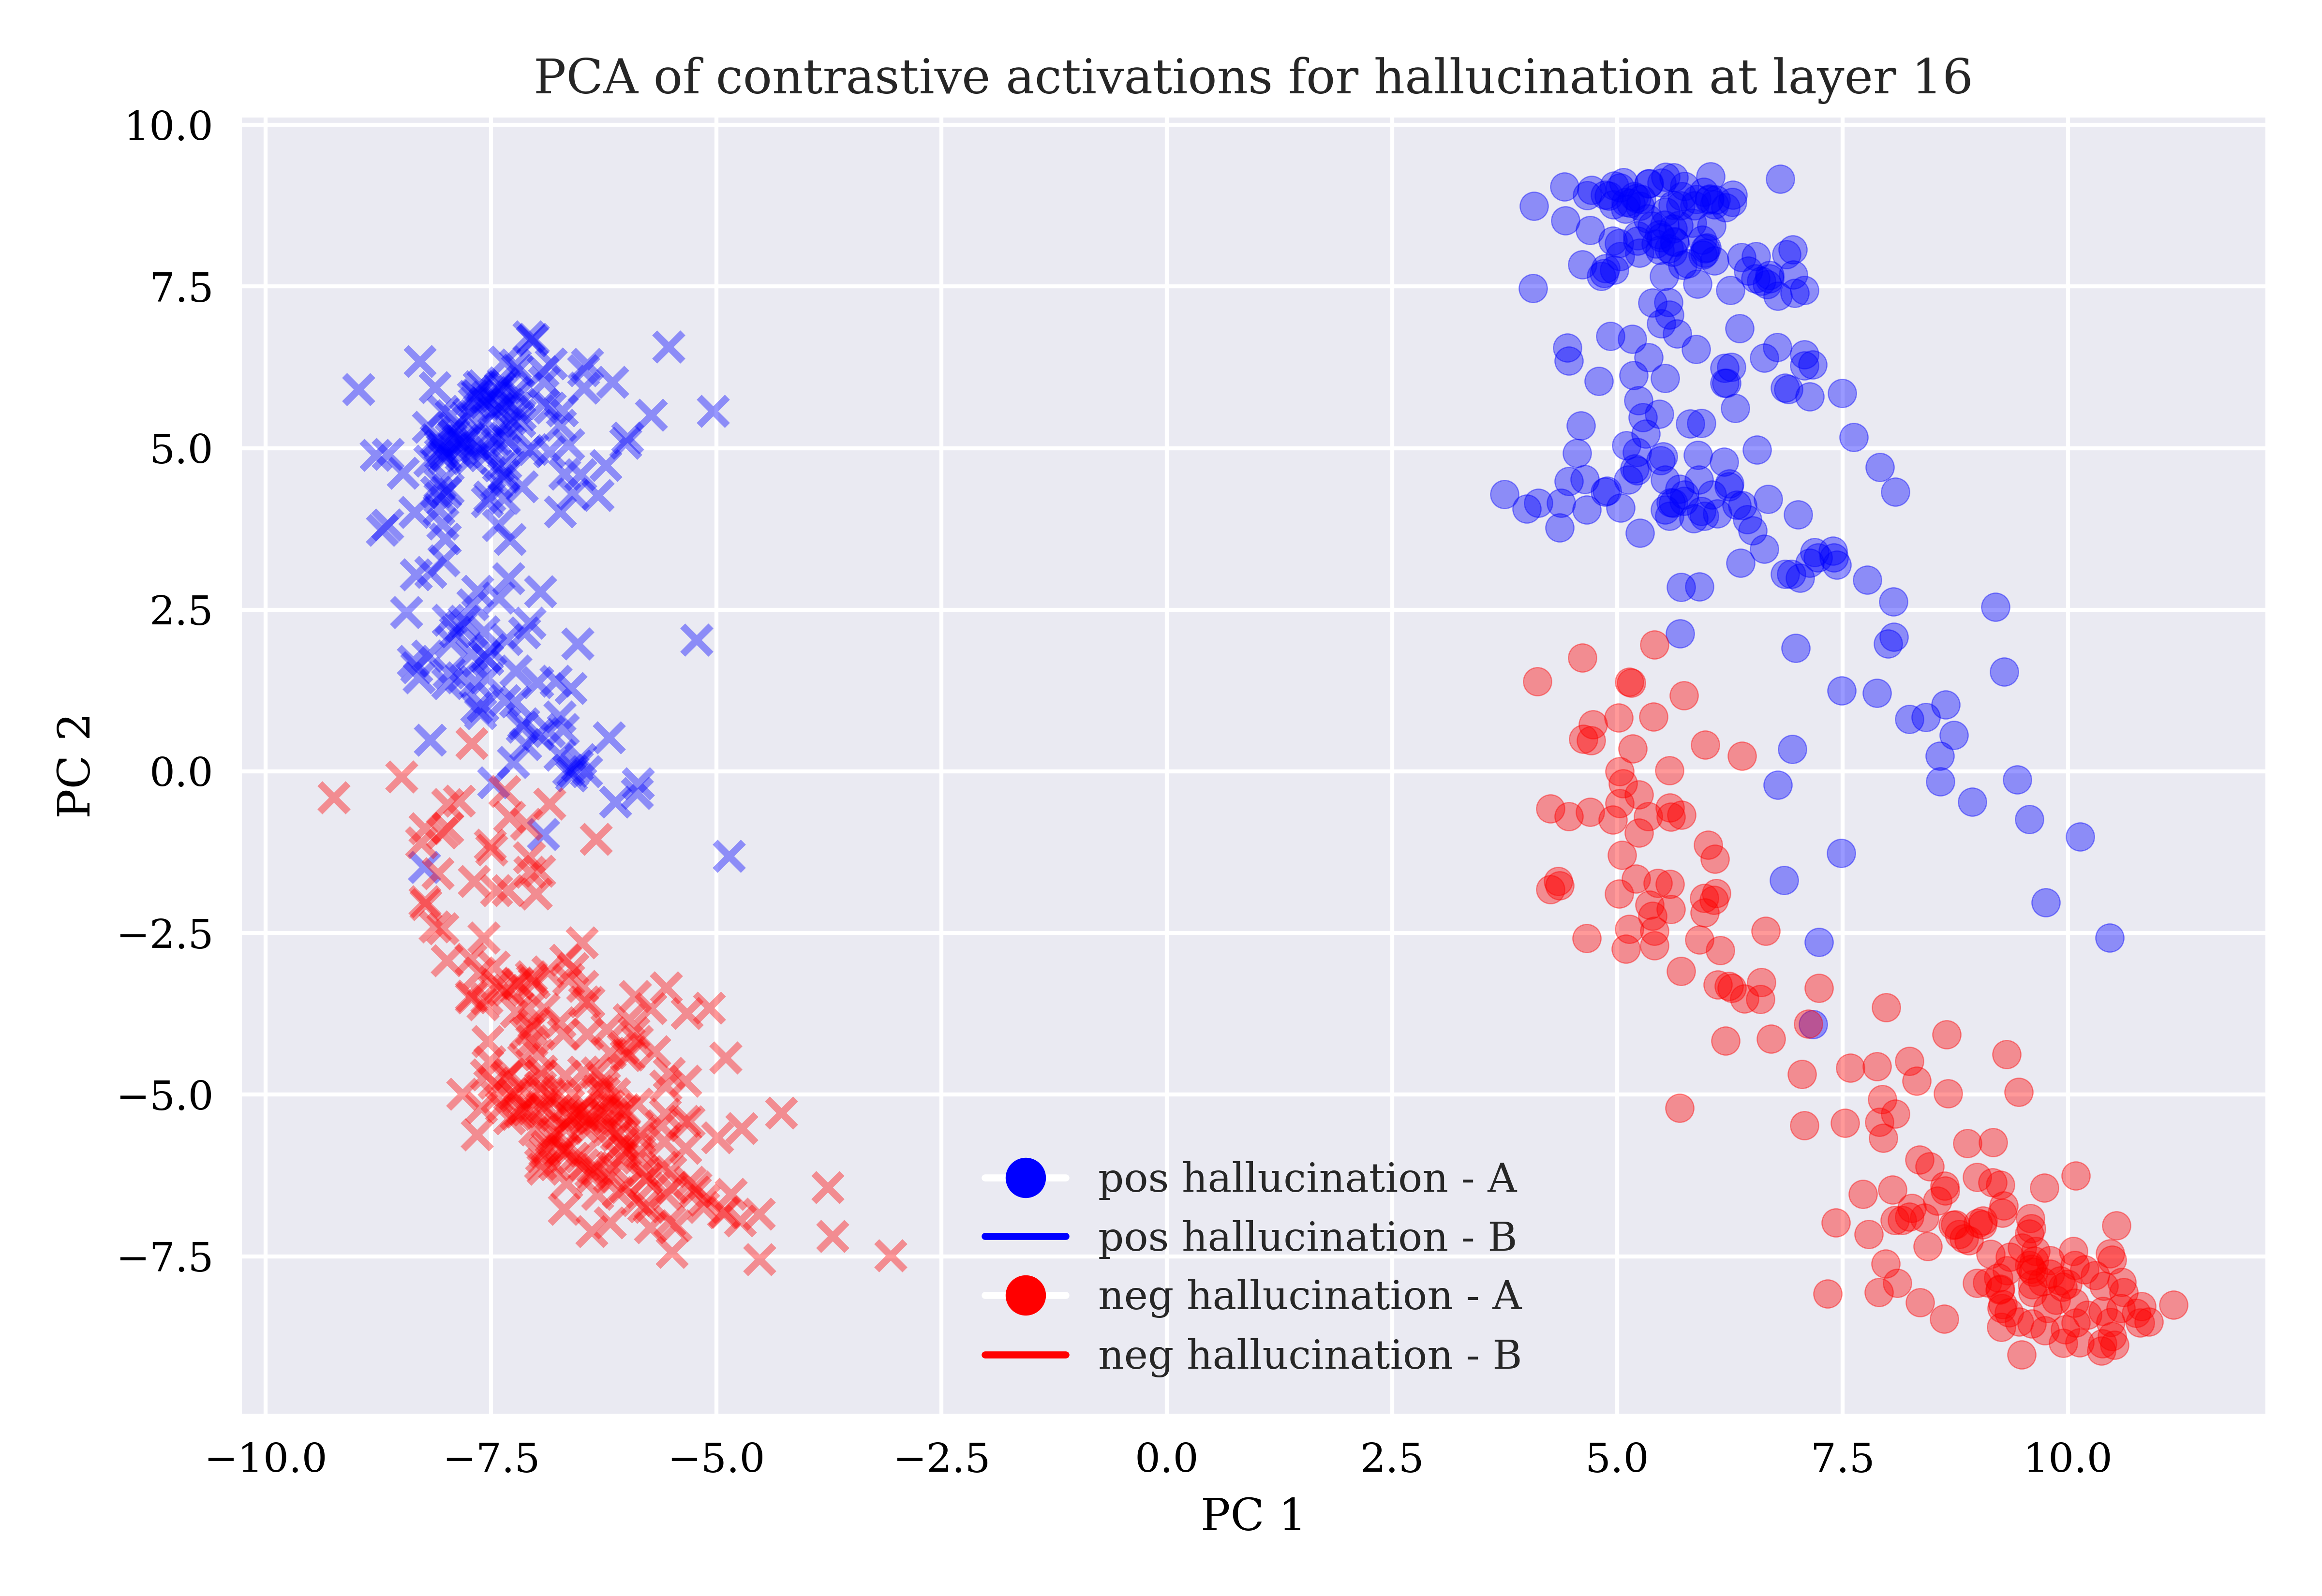 PCA of contrastive activations for hallucination at layer 16
10.0
7.5
5.0
2.5
0.0
−2.5
−5.0
−7.5
PC 2
pos hallucination - A
pos hallucination - B
neg hallucination - A
neg hallucination - B
−10.0 −7.5 −5.0 −2.5 0.0 2.5 5.0 7.5 10.0
PC 1